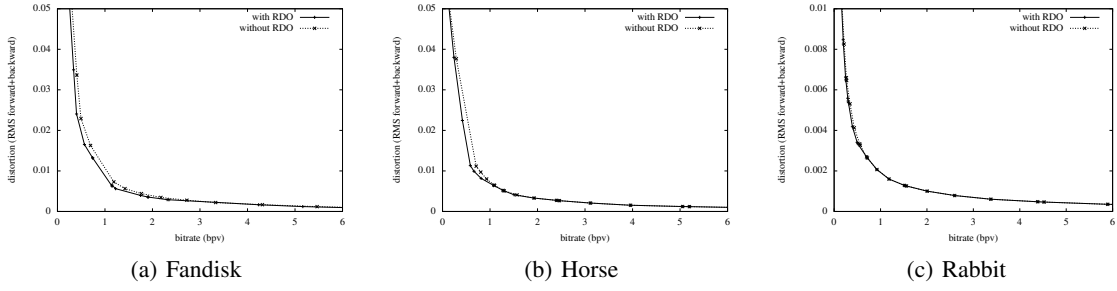 0.05
0.04
0.03
0.02
0.01
0
0 1 2 3 4 5 6
distortion (RMS forward+backward)
bitrate (bpv)
with RDO
without RDO
(a) Fandisk
0.05
0.04
0.03
0.02
0.01
0
0 1 2 3 4 5 6
distortion (RMS forward+backward)
bitrate (bpv)
with RDO
without RDO
(b) Horse
0.01
0.008
0.006
0.004
0.002
0
0 1 2 3 4 5 6
distortion (RMS forward+backward)
bitrate (bpv)
with RDO
without RDO
(c) Rabbit